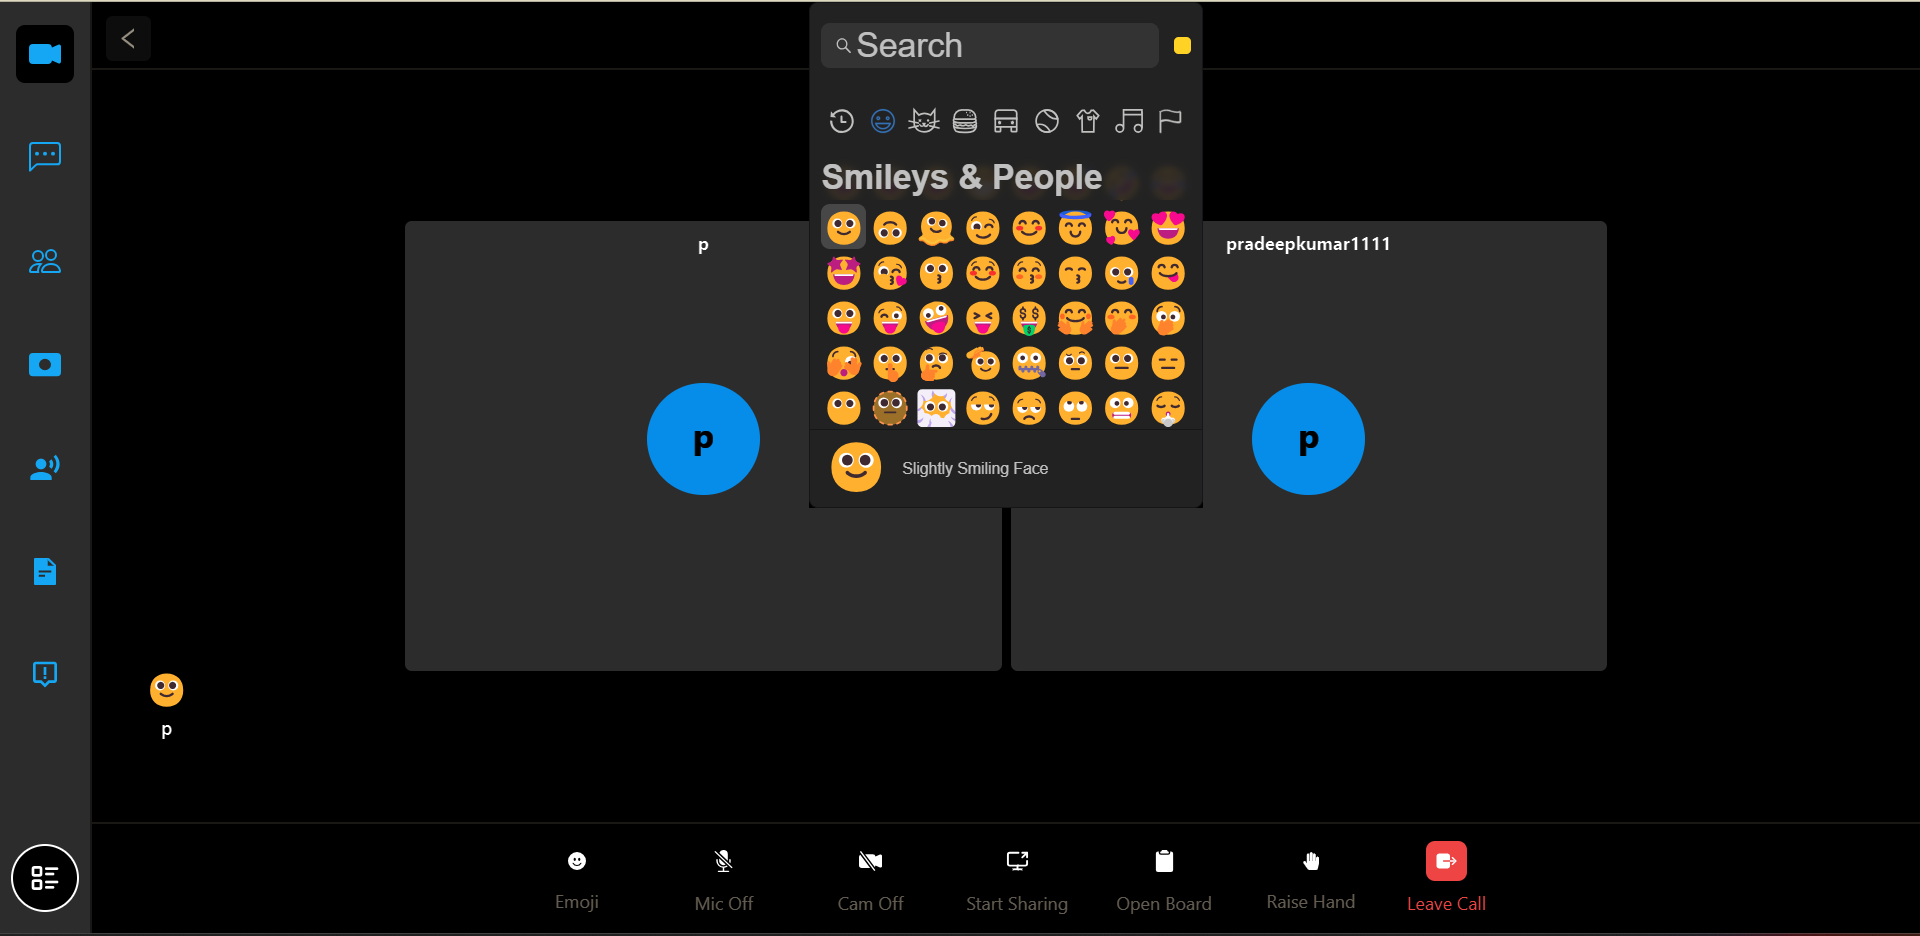 Search
Smileys & People
p
pradeepkumar1111
p
p
Slightly Smiling Face
p
Emoji
Mic Off
Cam Off
Start Sharing
Open Board
Raise Hand
Leave Call